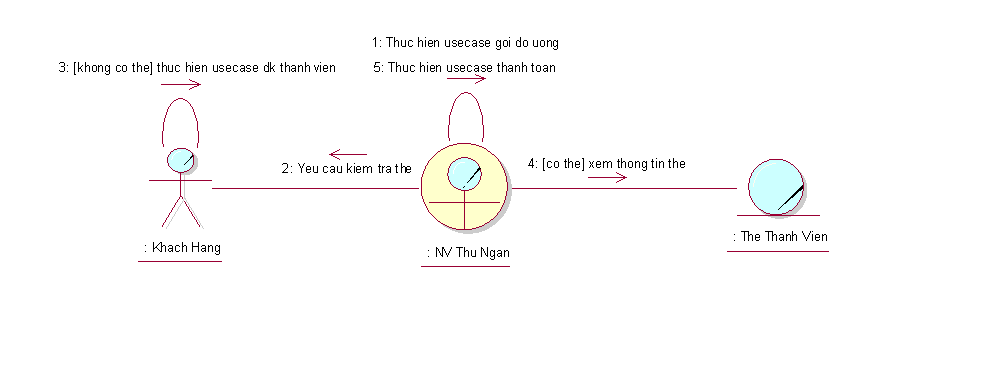 1: Thuc hien usecase goi do uong
3: [khong co the] thuc hien usecase dk thanh vien
5: Thuc hien usecase thanh toan
2: Yeu cau kiem tra the
4: [co the] xem thong tin the
: Khach Hang
: NV Thu Ngan
: The Thanh Vien